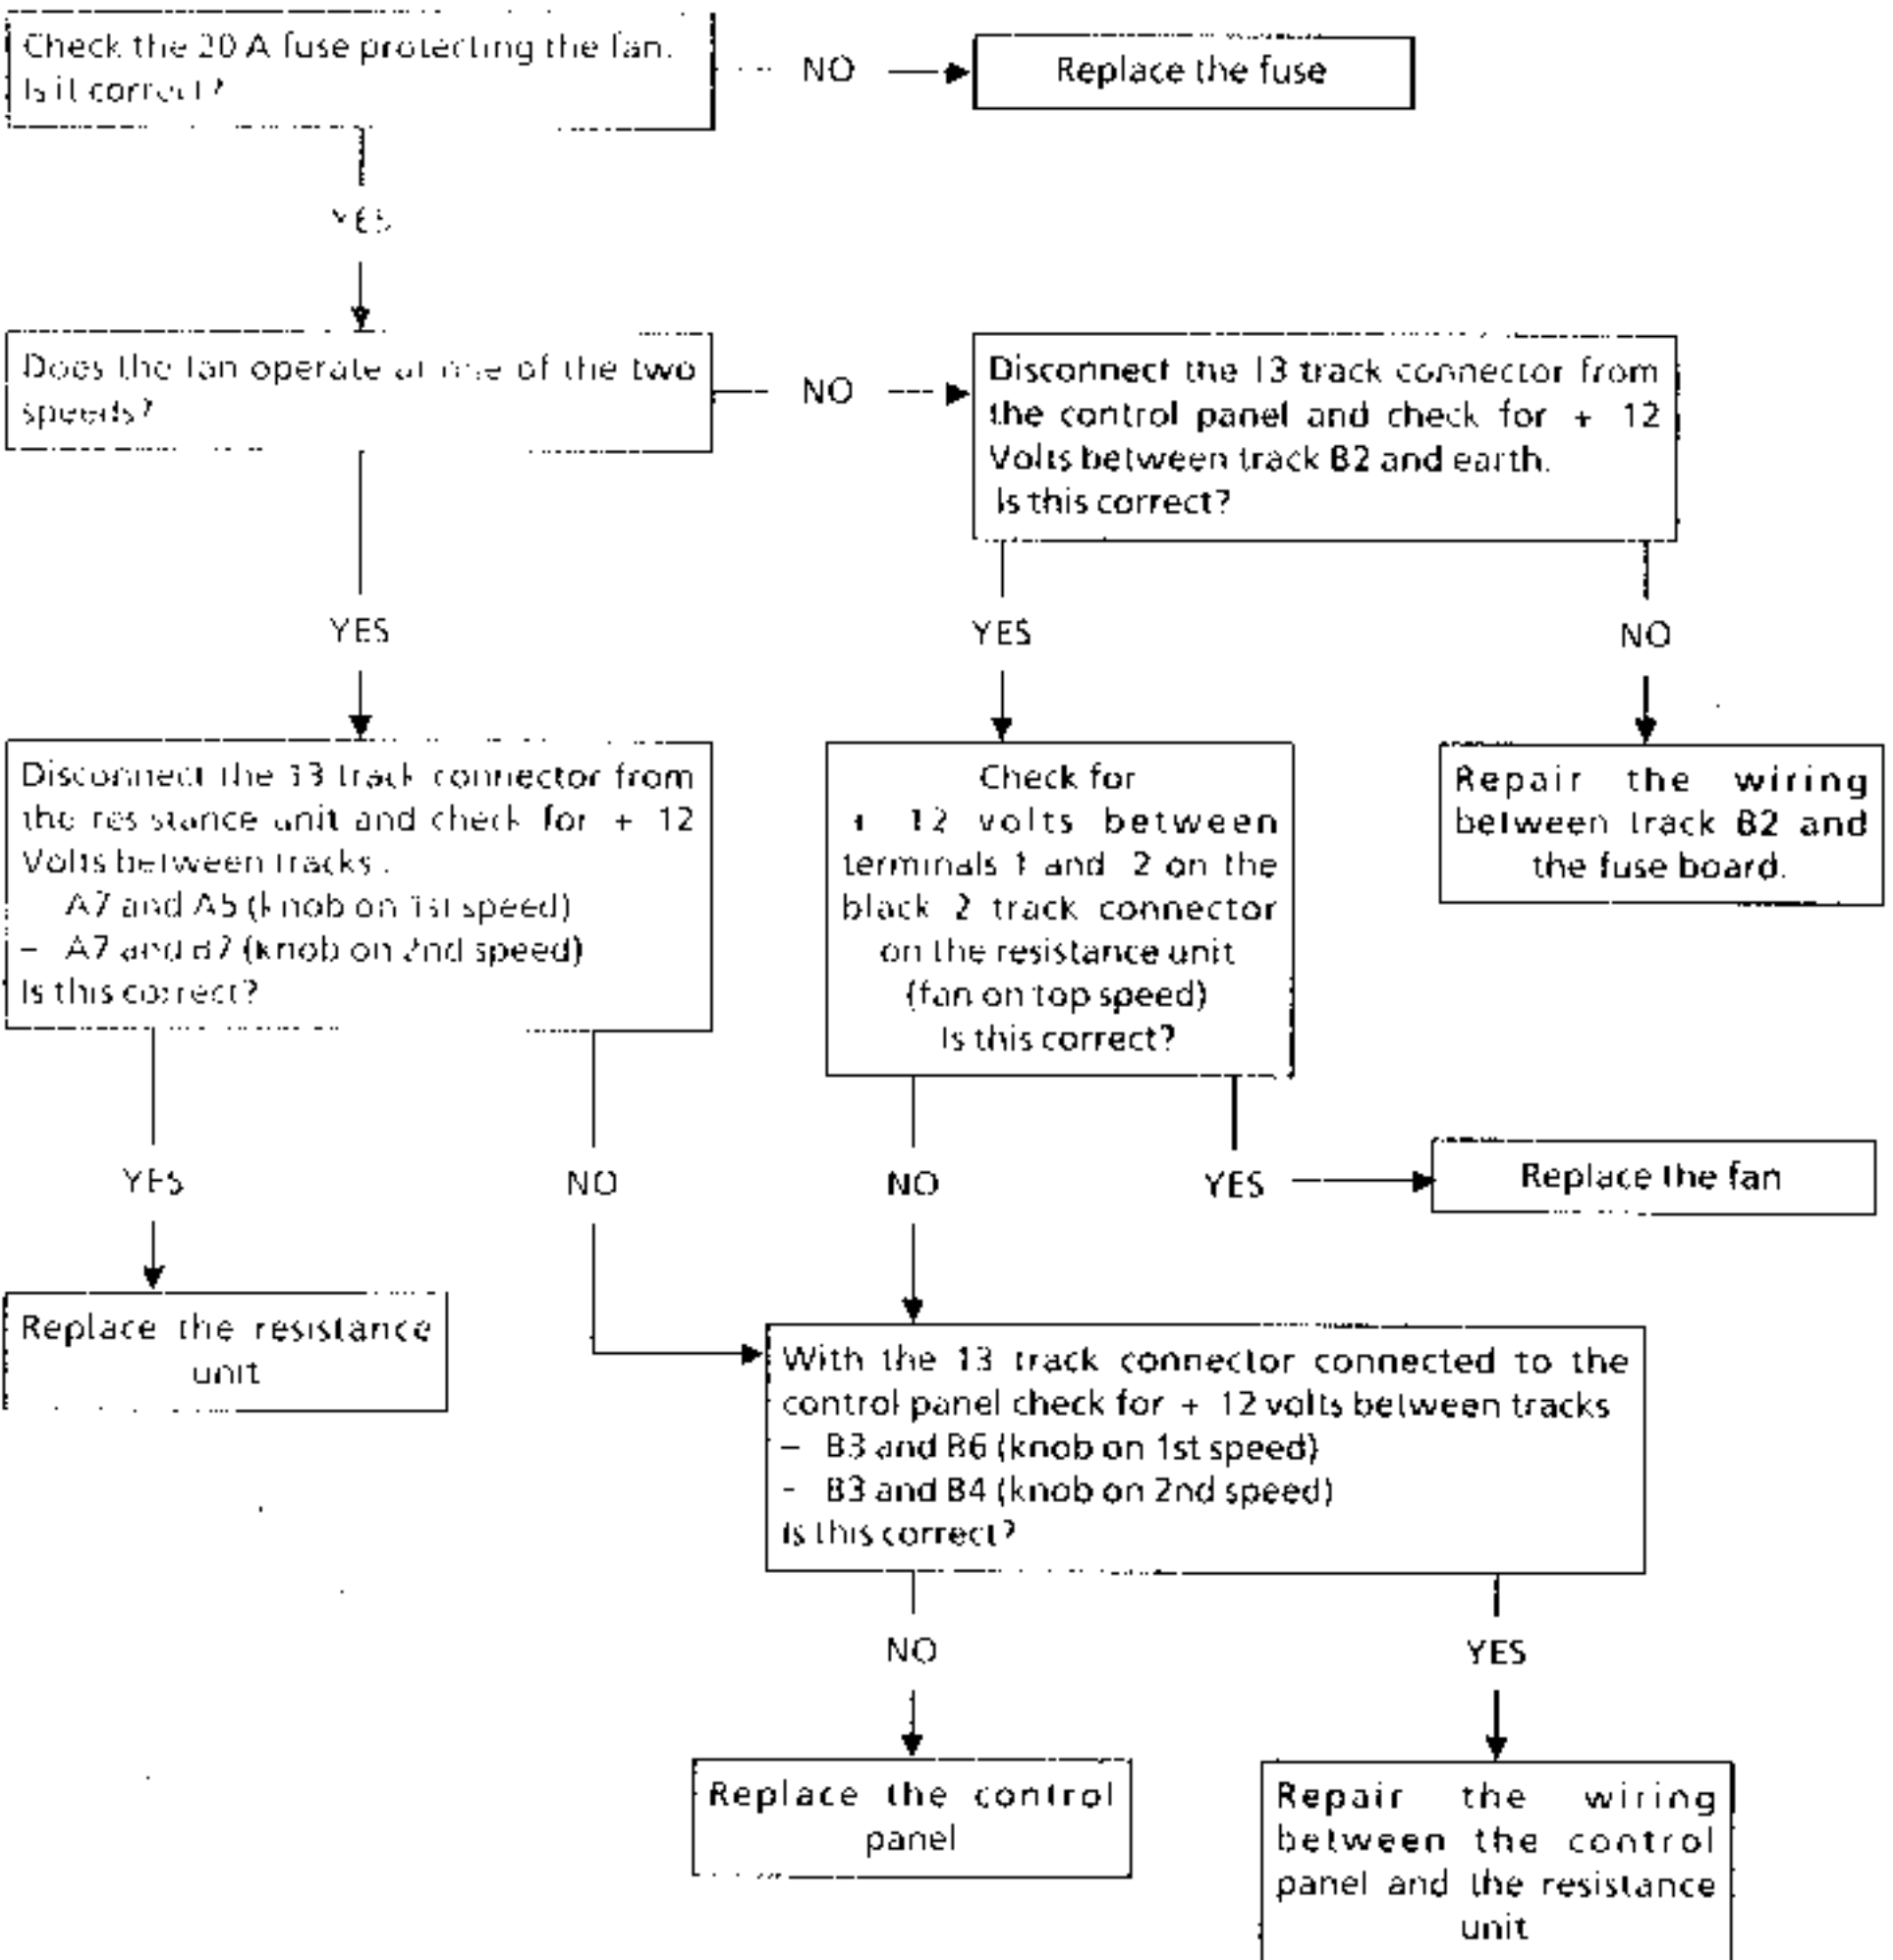 Check the 20 A fuse protecting the fan.
Is it correct?
NO
Replace the fuse
YES
Does the fan operate at one of the two
speeds?
NO
Disconnect the 13 track connector from
the control panel and check for + 12
Volts between track B2 and earth.
Is this correct?
YES
YES
NO
Disconnect the 13 track connector from
the resistance unit and check for + 12
Volts between tracks.
A7 and A5 (knob on 1st speed)
– A7 and B7 (knob on 2nd speed)
Is this correct?
Check for
+ 12 volts between
terminals 1 and 2 on the
black 2 track connector
on the resistance unit
(fan on top speed)
Is this correct?
Repair the wiring
between track B2 and
the fuse board.
YES
NO
NO
YES
Replace the fan
Replace the resistance
unit
With the 13 track connector connected to the
control panel check for + 12 volts between tracks
– B3 and B6 (knob on 1st speed)
- B3 and B4 (knob on 2nd speed)
Is this correct?
NO
YES
Replace the control
panel
Repair the wiring
between the control
panel and the resistance
unit